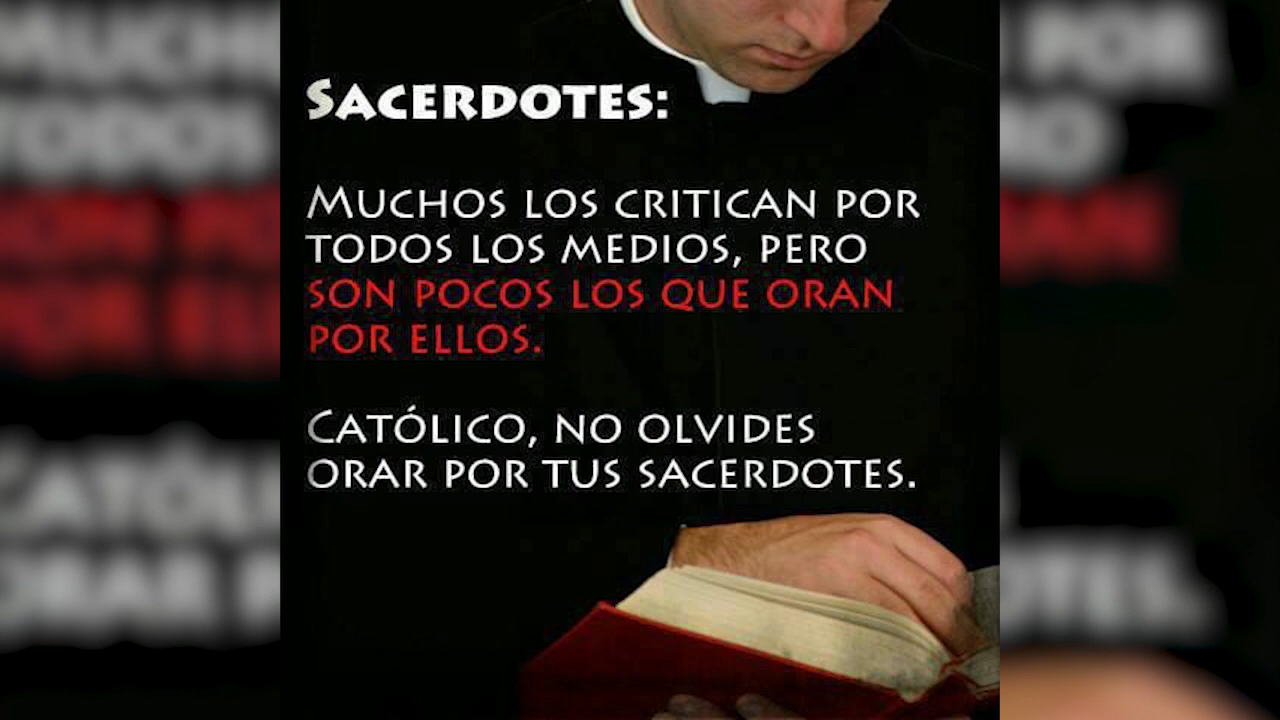 SACERDOTES:
MUCHOS LOS CRITICAN POR
TODOS LOS MEDIOS, PERO
SON POCOS LOS QUE ORAN
POR ELLOS.
CATÓLICO, NO OLVIDES
ORAR POR TUS SACERDOTES.